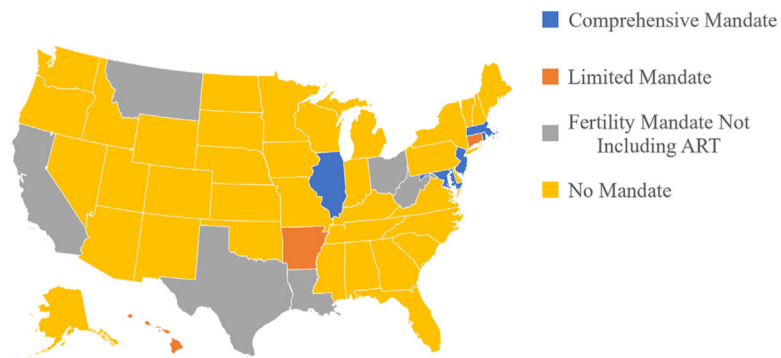 Comprehensive Mandate
Limited Mandate
Fertility Mandate Not
Including ART
No Mandate